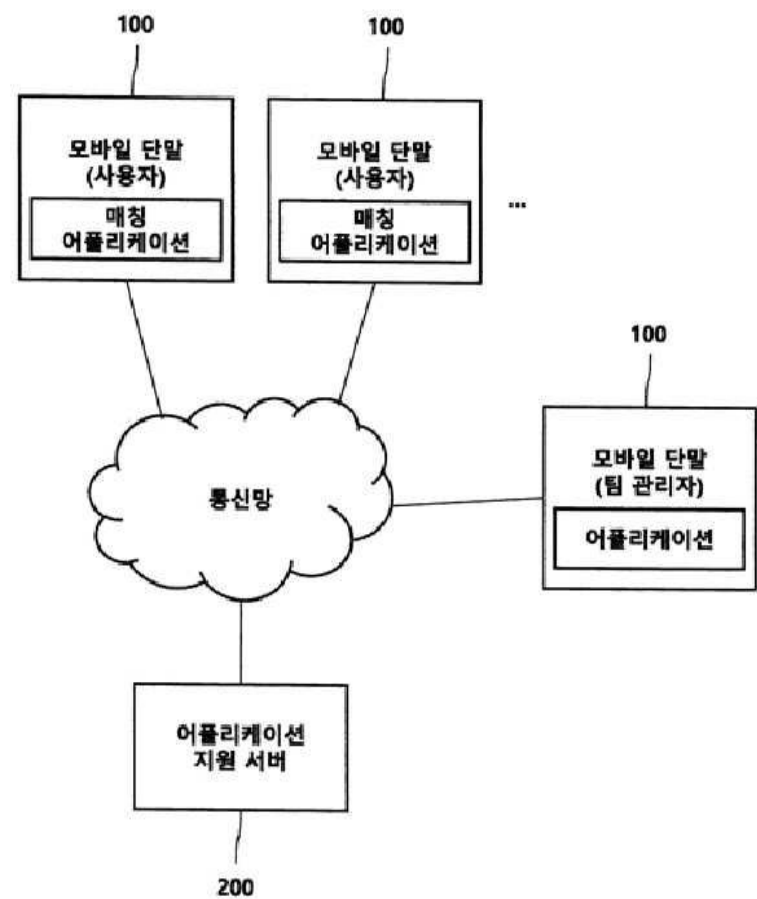 100
100
모바일 단말
(사용자)
매칭
어플리케이션
모바일 단말
(사용자)
매칭
어플리케이션
...
100
모바일 단말
(팀 관리자)
어플리케이션
통신망
어플리케이션
지원 서버
200